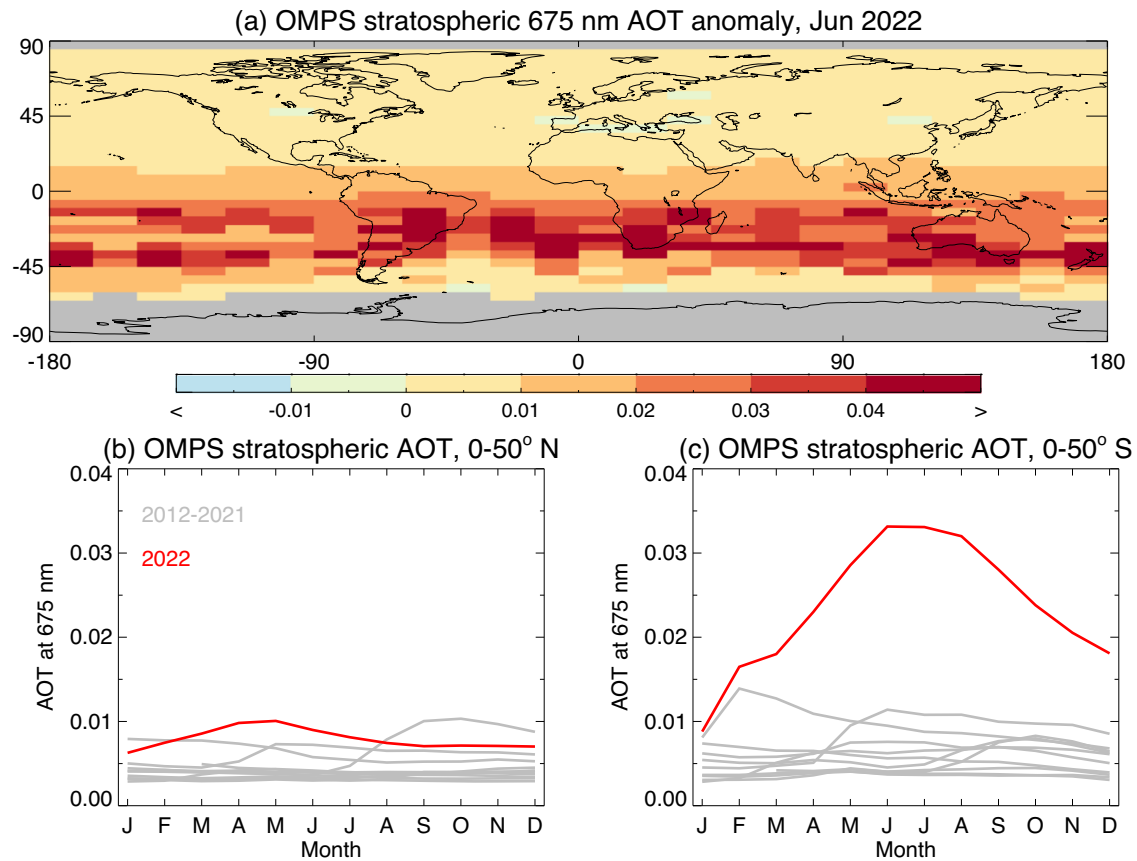 (a) OMPS stratospheric 675 nm AOT anomaly, Jun 2022
90
45
0
-45
-90
-180 -90 0 90 180
< -0.01 0 0.01 0.02 0.03 0.04 >
(b) OMPS stratospheric AOT, 0-50° N
0.04
0.03
0.02
0.01
0.00
AOT at 675 nm
2012-2021
2022
J F M A M J J A S O N D
Month
(c) OMPS stratospheric AOT, 0-50° S
0.04
0.03
0.02
0.01
0.00
AOT at 675 nm
J F M A M J J A S O N D
Month